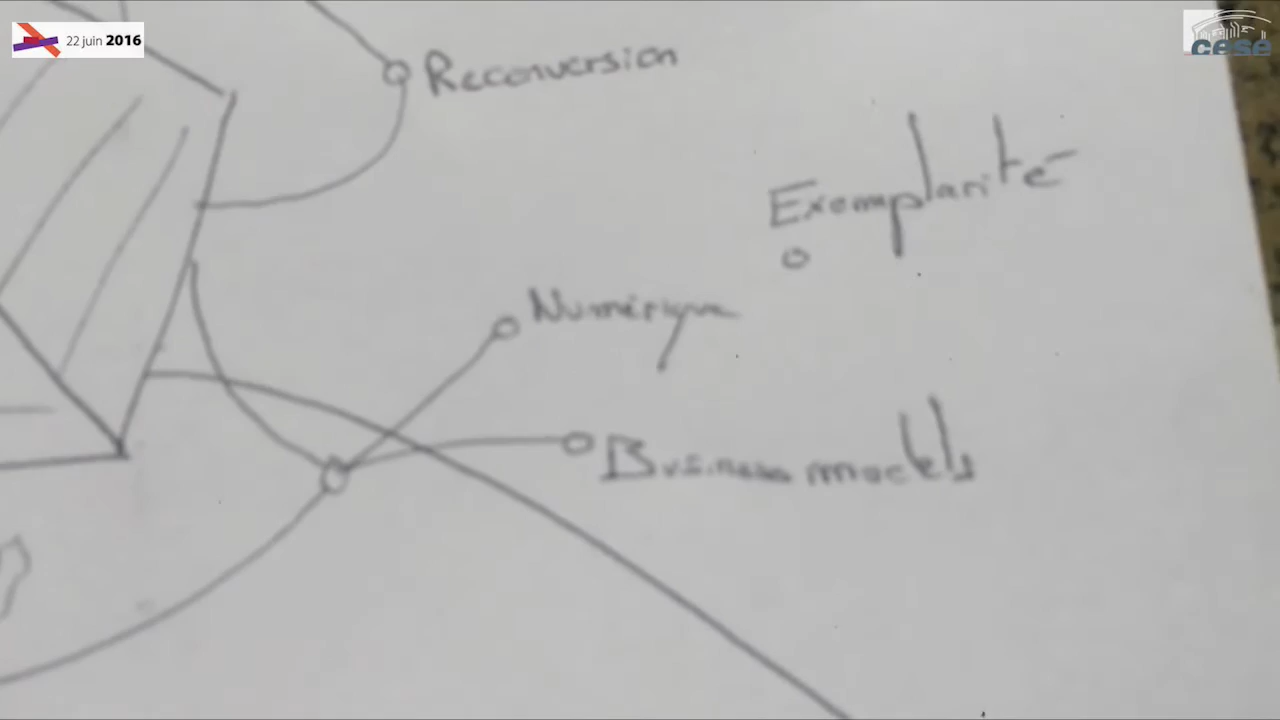 22 juin 2016
cese
Reconversion
Exemplarité
Numérique
Business models